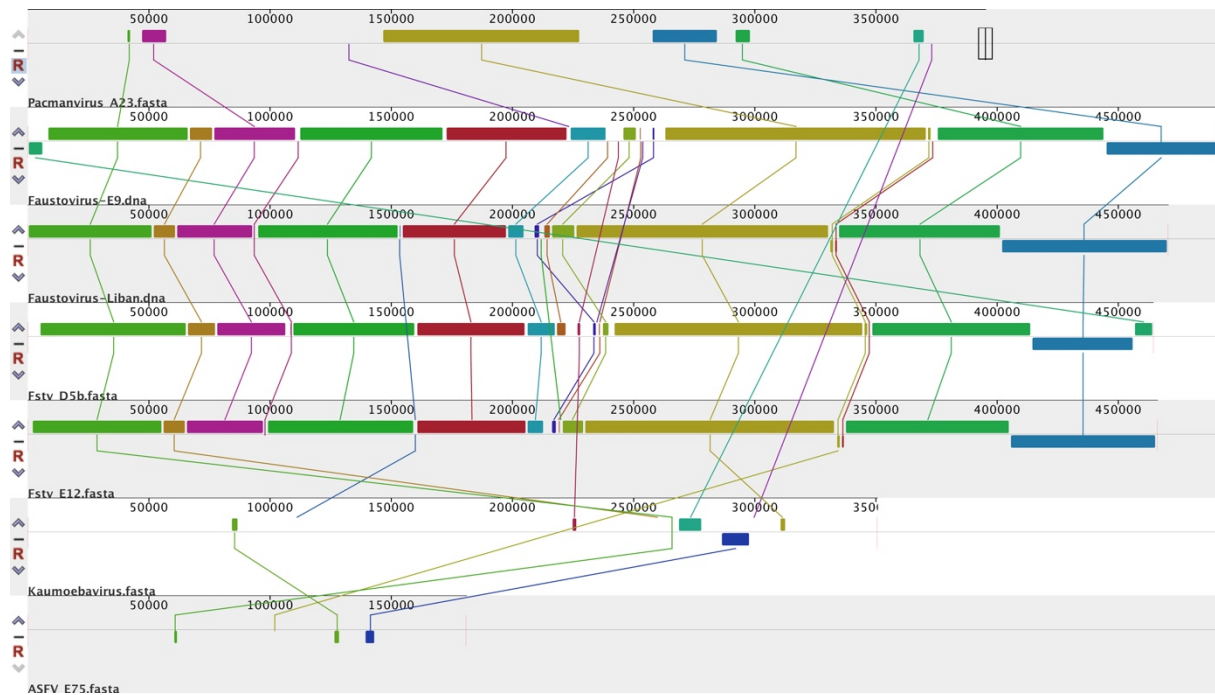 50000 100000 150000 200000 250000 300000 350000
R
Pacmanvirus_A23.fasta
50000 100000 150000 200000 250000 300000 350000 400000 450000
R
Faustovirus-E9.dna
50000 100000 150000 200000 250000 300000 350000 400000 450000
R
Faustovirus-Liban.dna
50000 100000 150000 200000 250000 300000 350000 400000 450000
R
Fstv_D5b.fasta
50000 100000 150000 200000 250000 300000 350000 400000 450000
R
Fstv_E12.fasta
50000 100000 150000 200000 250000 300000 350
R
Kaumoebavirus.fasta
50000 100000 150000
R
ASFV_E75.fasta